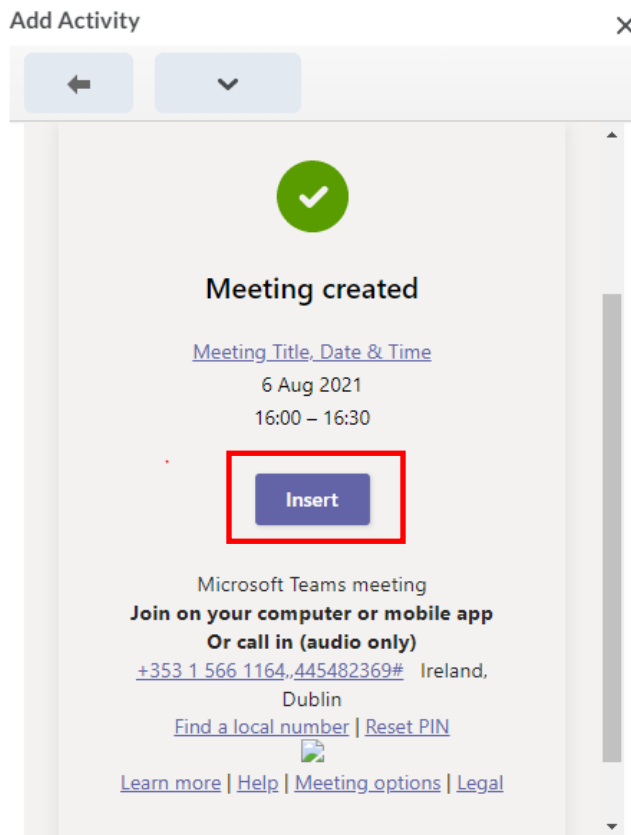 Add Activity
Meeting created
Meeting Title, Date & Time
6 Aug 2021
16:00 – 16:30
Insert
Microsoft Teams meeting
Join on your computer or mobile app
Or call in (audio only)
+353 1 566 1164,,445482369# Ireland,
Dublin
Find a local number | Reset PIN
Learn more | Help | Meeting options | Legal